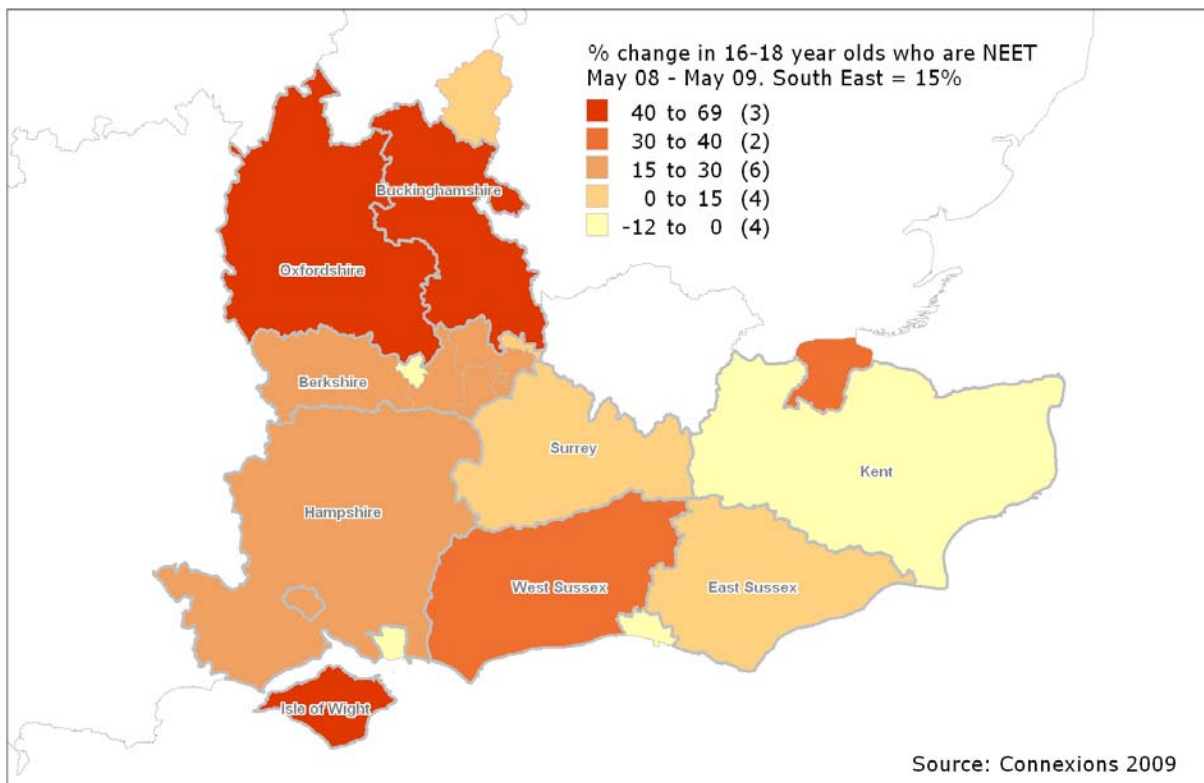 % change in 16-18 year olds who are NEET
May 08 - May 09. South East = 15%
40 to 69 (3)
30 to 40 (2)
15 to 30 (6)
0 to 15 (4)
-12 to 0 (4)
Buckinghamshire
Oxfordshire
Berkshire
Surrey
Kent
Hampshire
West Sussex
East Sussex
Isle of Wight
Source: Connexions 2009